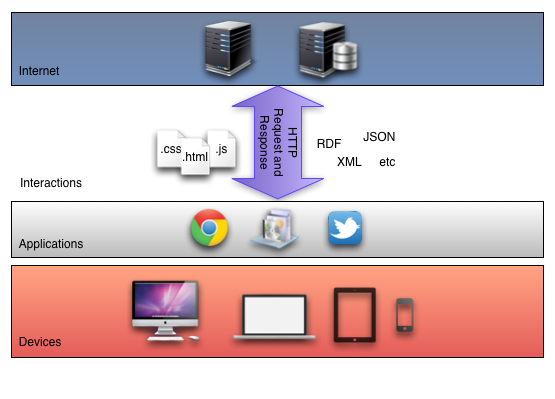 Internet
HTTP
Request and
Response
.css
.html
.js
RDF
JSON
XML
etc
Interactions
Applications
Devices